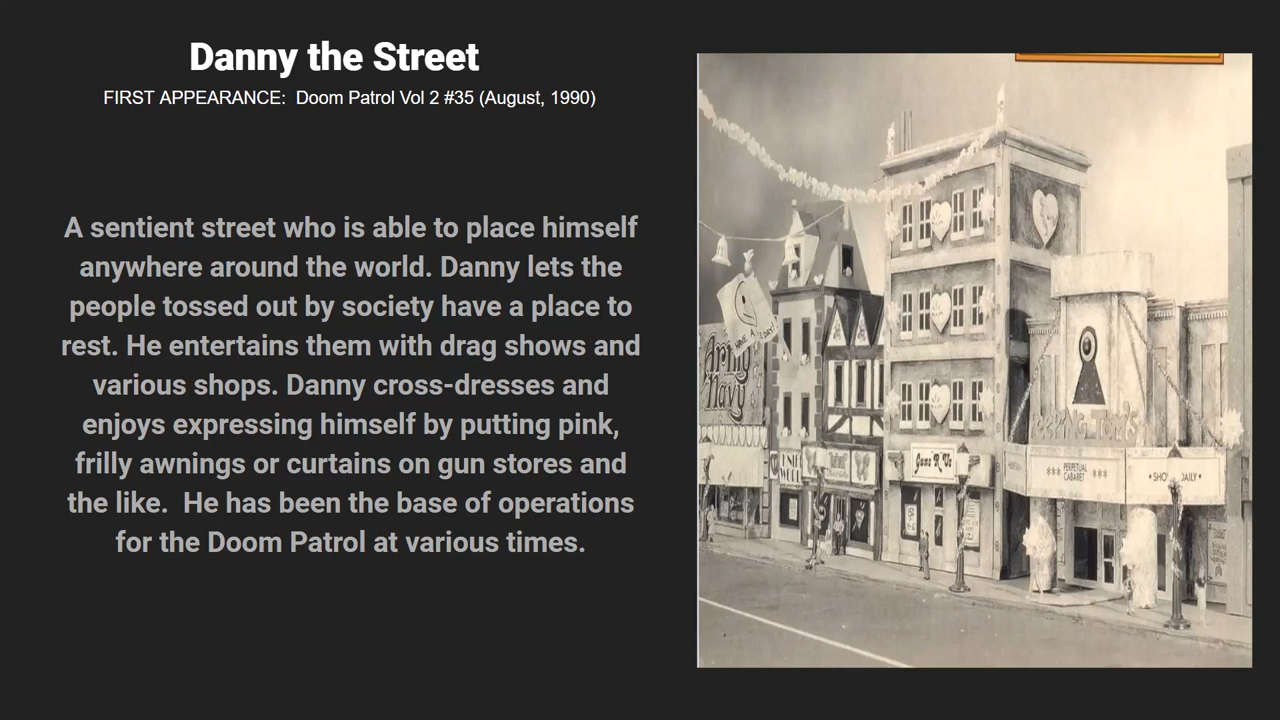 Danny the Street
FIRST APPEARANCE:  Doom Patrol Vol 2 #35 (August, 1990)
A sentient street who is able to place himself
anywhere around the world. Danny lets the
people tossed out by society have a place to
rest. He entertains them with drag shows and
various shops. Danny cross-dresses and
enjoys expressing himself by putting pink,
frilly awnings or curtains on gun stores and
the like.  He has been the base of operations
for the Doom Patrol at various times.
Army
Navy
Guns R Us
PERPETUAL
CABARET
DAILY